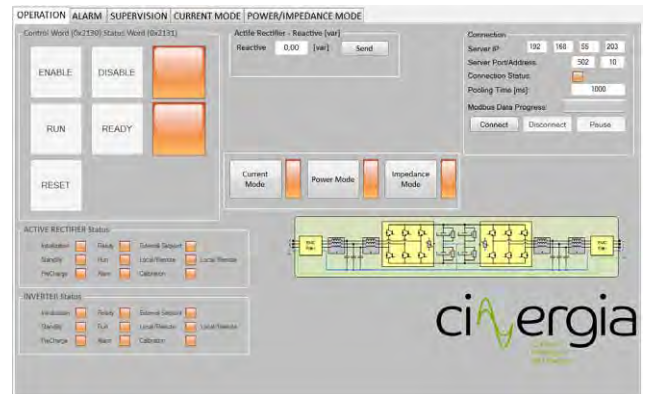 OPERATION ALARM SUPERVISION CURRENT MODE POWER/IMPEDANCE MODE
Control Word (0x2130) Status Word (0x2131)
ENABLE DISABLE
RUN READY
RESET
Actile Rectifier - Reactive [var]
Reactive 0,00 [var] Send
Connection
Server IP: 192 168 55 203
Server Port/Address: 502 10
Connection Status:
Pooling Time [ms]: 1000
Modbus Data Progress:
Connect Disconnect Pause
Current Mode Power Mode Impedance Mode
ACTIVE RECTIFIER Status
Initialization Ready External Setpoint
StandBy Run Local/Remote Local/Remote
PreCharge Alarm Calibration
INVERTER Status
Initialization Ready External Setpoint
StandBy Run Local/Remote Local/Remote
PreCharge Alarm Calibration
cinergia